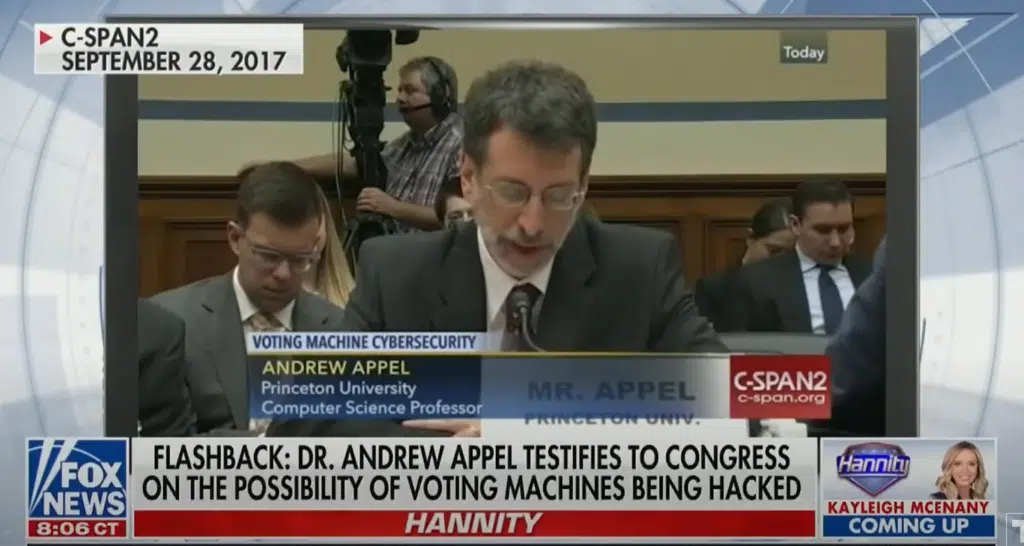 C-SPAN2
SEPTEMBER 28, 2017
Today
VOTING MACHINE CYBERSECURITY
ANDREW APPEL
Princeton University
Computer Science Professor
MR. APPEL
PRINCETON UNIV.
C-SPAN2
c-span.org
FLASHBACK: DR. ANDREW APPEL TESTIFIES TO CONGRESS
ON THE POSSIBILITY OF VOTING MACHINES BEING HACKED
FOX
NEWS
8:06 CT
HANNITY
Hannity
KAYLEIGH MCENANY
COMING UP